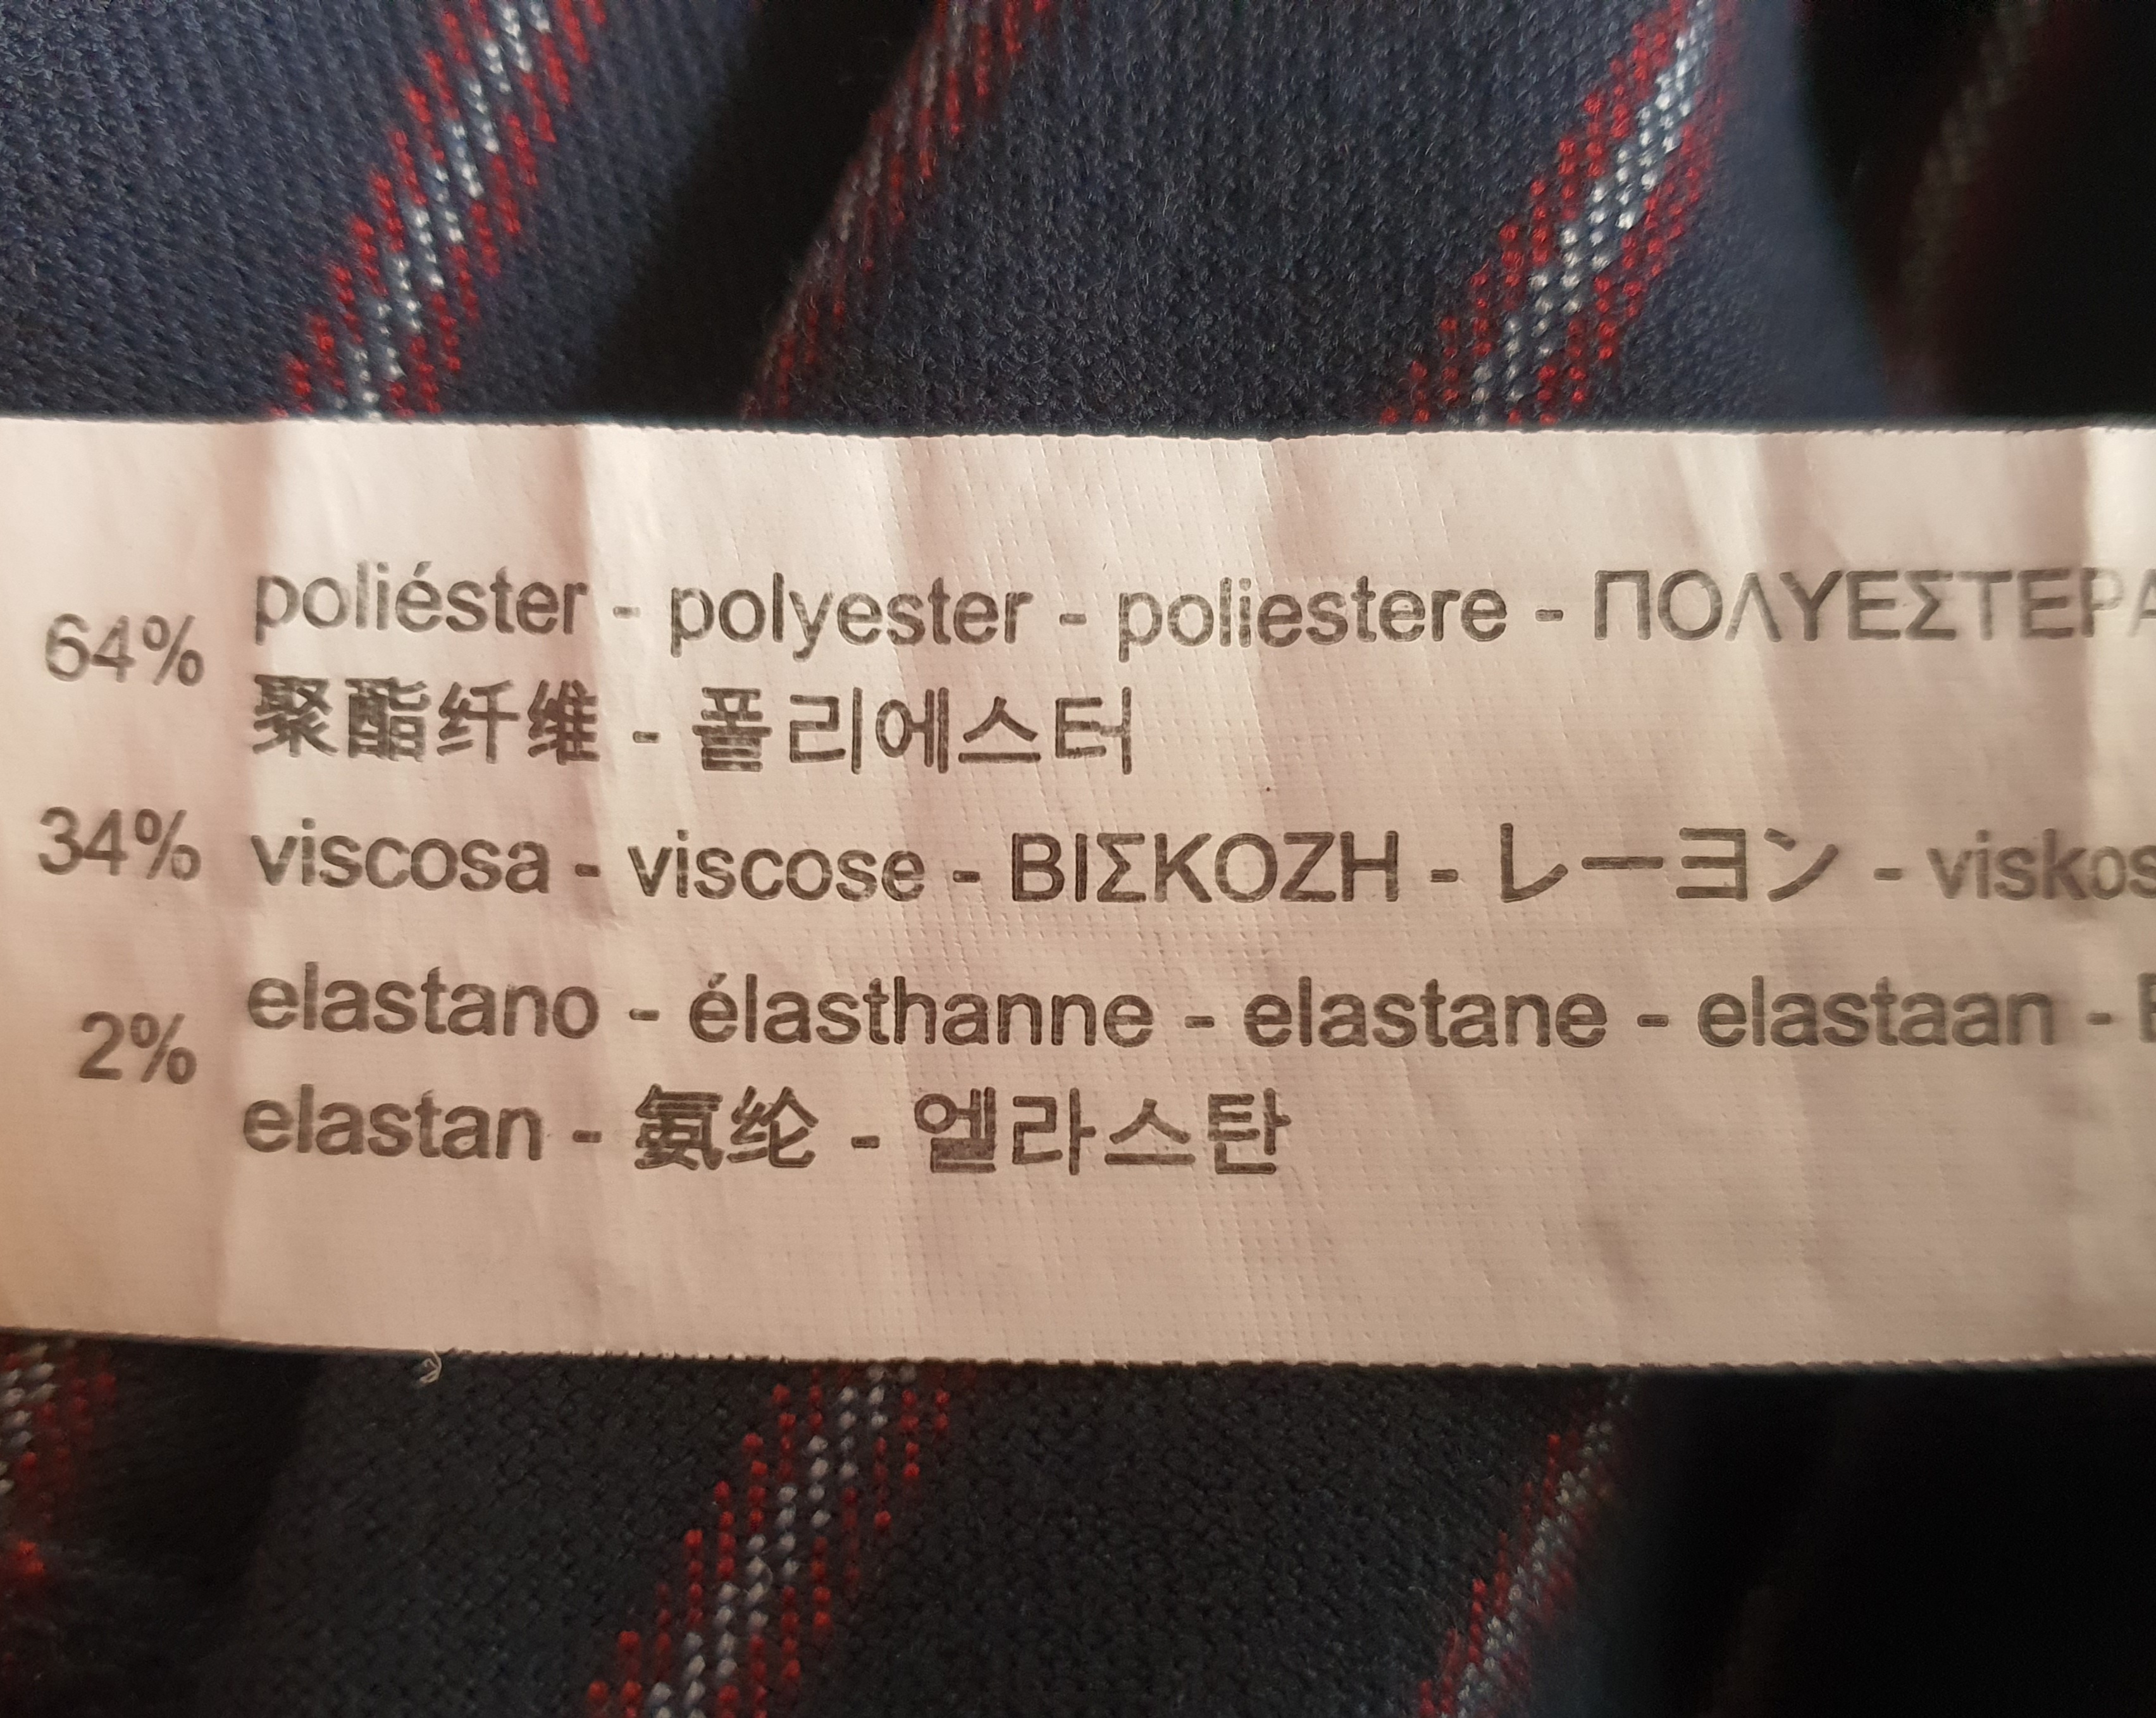 64% poliéster - polyester - poliestere - ΠΟΛΥΕΣΤΕΡΑ
聚酯纤维 - 폴리에스터
34% viscosa - viscose - ΒΙΣΚΟΖΗ - レーヨン - viskos
2% elastano - élasthanne - elastane - elastaan -
elastan - 氨纶 - 엘라스탄